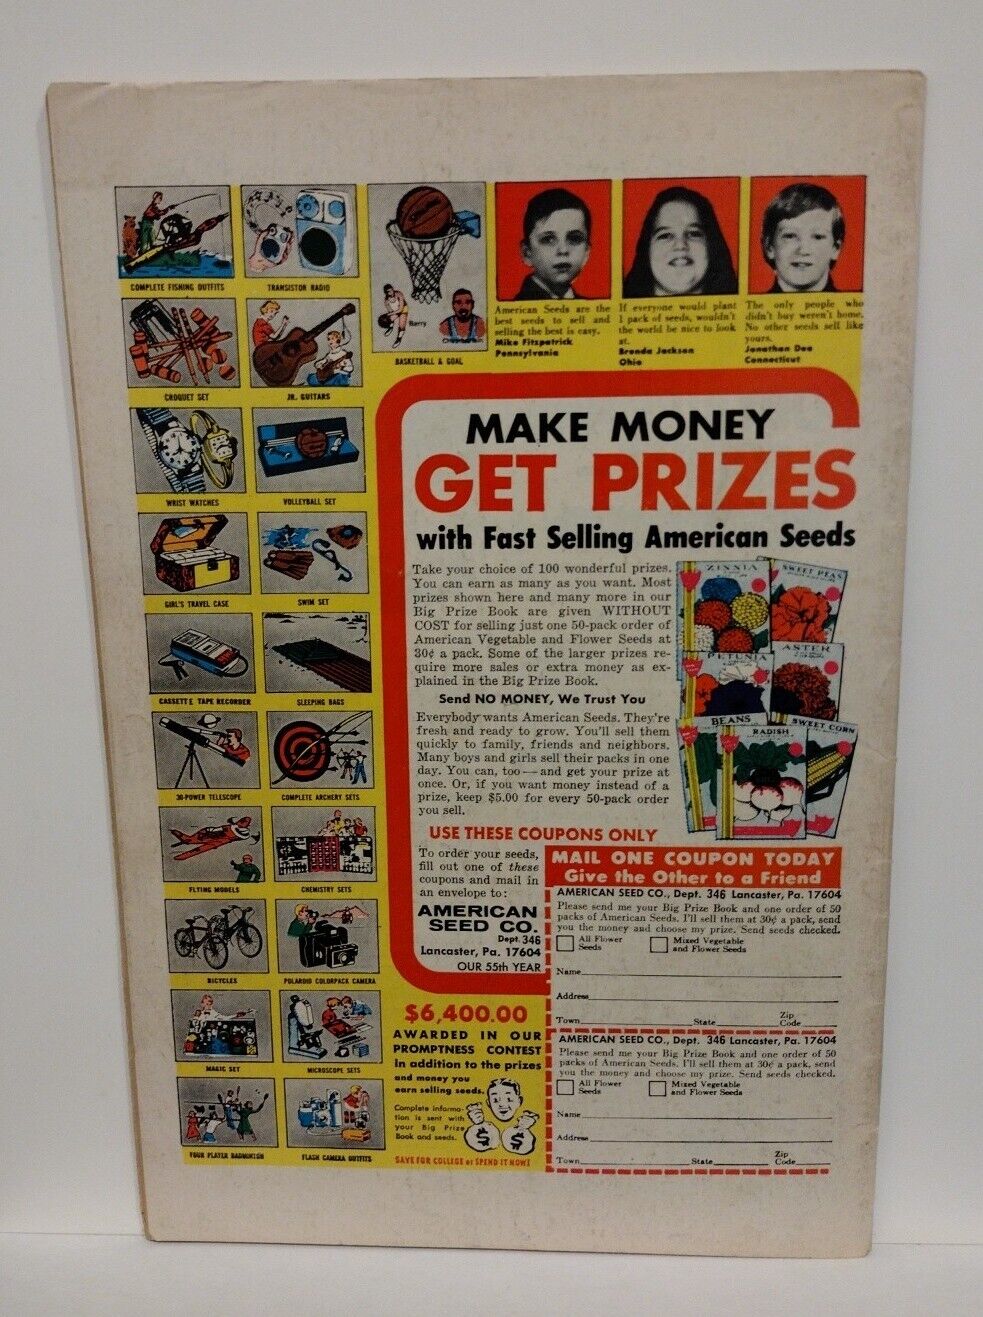 COMPLETE FISHING OUTFITS
TRANSISTOR RADIO
Barry
BASKETBALL & GOAL
CROQUET SET
JR. GUITARS
WRIST WATCHES
VOLLEYBALL SET
GIRL'S TRAVEL CASE
SWIM SET
CASSETTE TAPE RECORDER
SLEEPING BAGS
30-POWER TELESCOPE
COMPLETE ARCHERY SETS
FLYING MODELS
CHEMISTRY SETS
BICYCLES
POLAROID COLORPACK CAMERA
MAGIC SET
MICROSCOPE SETS
FOUR PLAYER BADMINTON
FLASH CAMERA OUTFITS
American Seeds are the
best seeds to sell and
selling the best is easy.
Mike Fitzpatrick
Pennsylvania
If everyone would plant
1 pack of seeds, wouldn't
the world be nice to look
at.
Brenda Jackson
Ohio
The only people who
didn't buy weren't home.
No other seeds sell like
yours.
Jonathan Dee
Connecticut
MAKE MONEY
GET PRIZES
with Fast Selling American Seeds
Take your choice of 100 wonderful prizes.
You can earn as many as you want. Most
prizes shown here and many more in our
Big Prize Book are given WITHOUT
COST for selling just one 50-pack order of
American Vegetable and Flower Seeds at
30¢ a pack. Some of the larger prizes re-
quire more sales or extra money as ex-
plained in the Big Prize Book.
Send NO MONEY, We Trust You
Everybody wants American Seeds. They're
fresh and ready to grow. You'll sell them
quickly to family, friends and neighbors.
Many boys and girls sell their packs in one
day. You can, too — and get your prize at
once. Or, if you want money instead of a
prize, keep $5.00 for every 50-pack order
you sell.
ZINNIA
SWEET PEAS
PETUNIA
ASTER
BEANS
RADISH
SWEET CORN
USE THESE COUPONS ONLY
To order your seeds,
fill out one of these
coupons and mail in
an envelope to:
AMERICAN
SEED CO.
Dept. 346
Lancaster, Pa. 17604
OUR 55th YEAR
MAIL ONE COUPON TODAY
Give the Other to a Friend
AMERICAN SEED CO., Dept. 346 Lancaster, Pa. 17604
Please send me your Big Prize Book and one order of 50
packs of American Seeds. I'll sell them at 30¢ a pack, send
you the money and choose my prize. Send seeds checked.
All Flower
Seeds
Mixed Vegetable
and Flower Seeds
Name
Address
Town State Zip Code
AMERICAN SEED CO., Dept. 346 Lancaster, Pa. 17604
Please send me your Big Prize Book and one order of 50
packs of American Seeds. I'll sell them at 30¢ a pack, send
you the money and choose my prize. Send seeds checked.
All Flower
Seeds
Mixed Vegetable
and Flower Seeds
Name
Address
Town State Zip Code
$6,400.00
AWARDED IN OUR
PROMPTNESS CONTEST
In addition to the prizes
and money you
earn selling seeds.
Complete informa-
tion is sent with
your Big Prize
Book and seeds.
$ $
SAVE FOR COLLEGE or SPEND IT NOW!